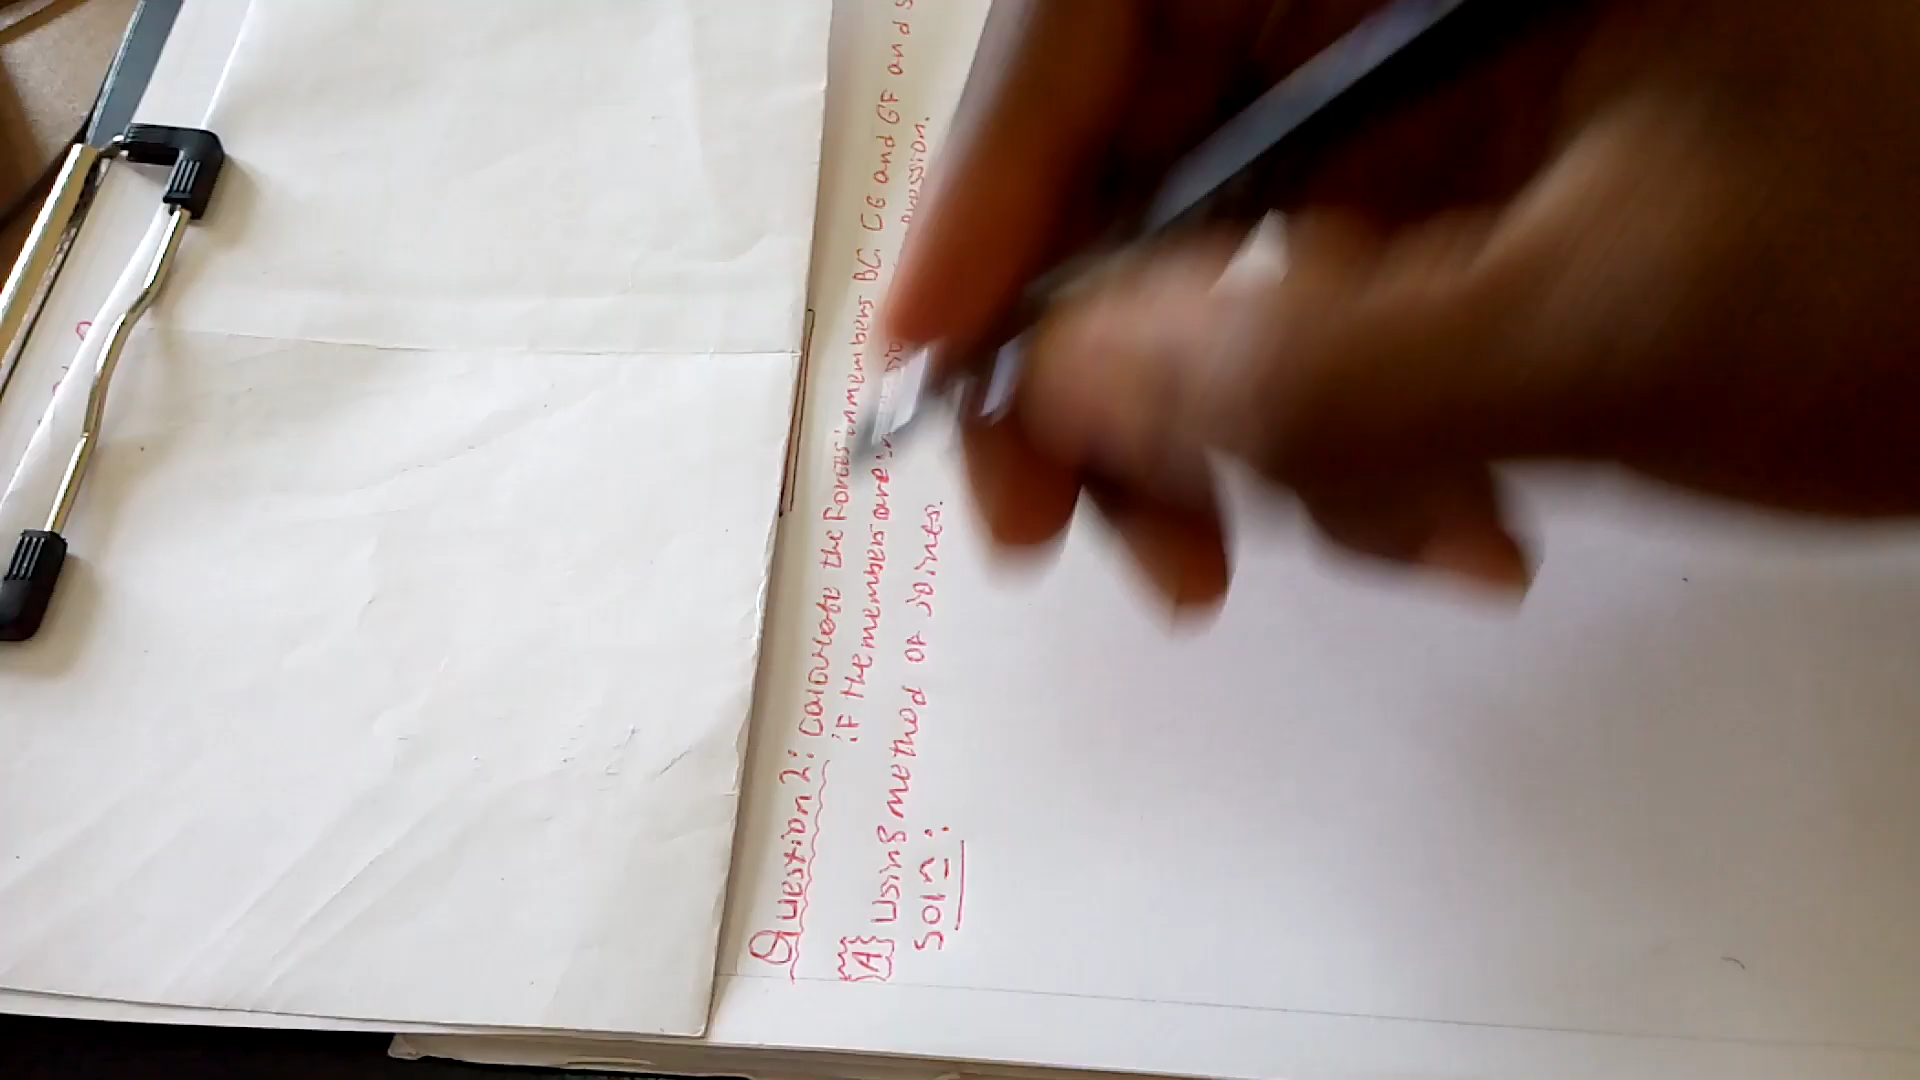 Question 2: Calculate the Forces in members BC, CG and GF and
if the members are in
[A] Using method of joints.
soln: